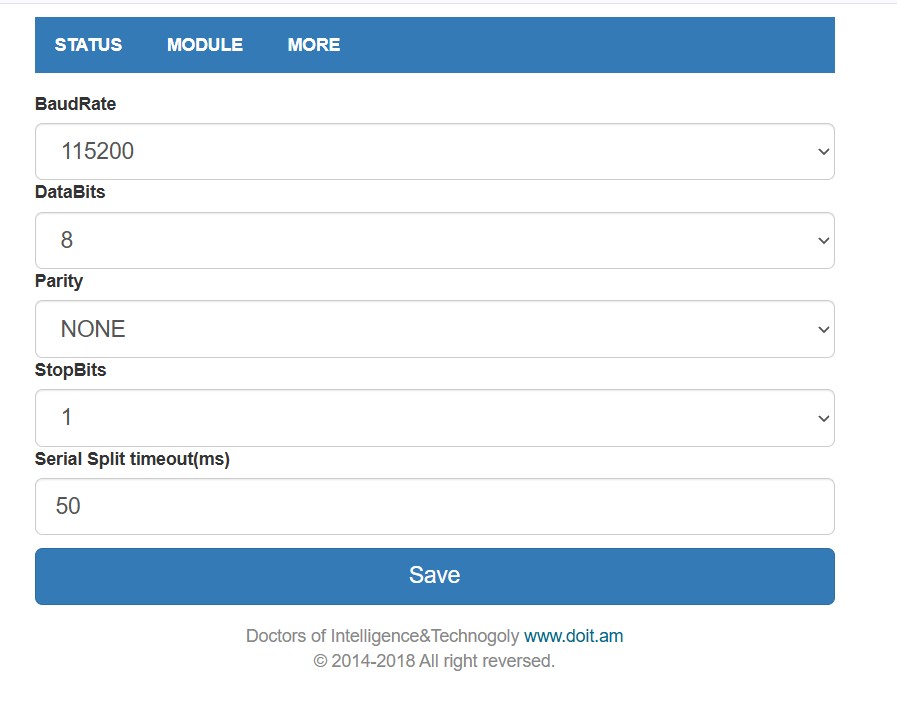 STATUS MODULE MORE
BaudRate
115200
DataBits
8
Parity
NONE
StopBits
1
Serial Split timeout(ms)
50
Save
Doctors of Intelligence&Technogoly www.doit.am
© 2014-2018 All right reversed.